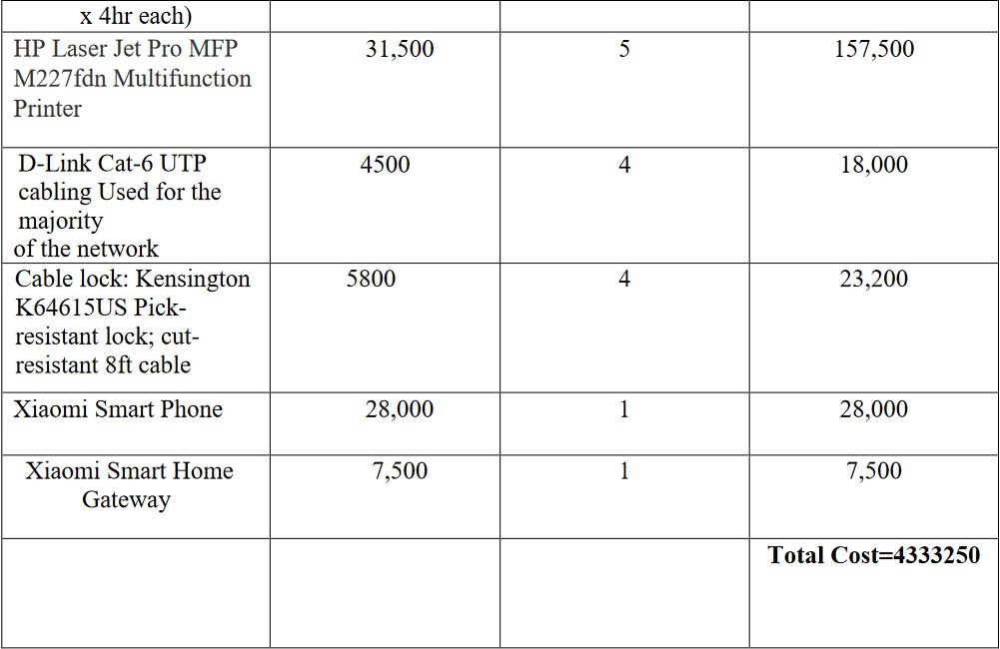 x 4hr each)
HP Laser Jet Pro MFP 31,500 5 157,500
M227fdn Multifunction
Printer
D-Link Cat-6 UTP 4500 4 18,000
cabling Used for the
majority
of the network
Cable lock: Kensington 5800 4 23,200
K64615US Pick-
resistant lock; cut-
resistant 8ft cable
Xiaomi Smart Phone 28,000 1 28,000
Xiaomi Smart Home 7,500 1 7,500
Gateway
Total Cost=4333250